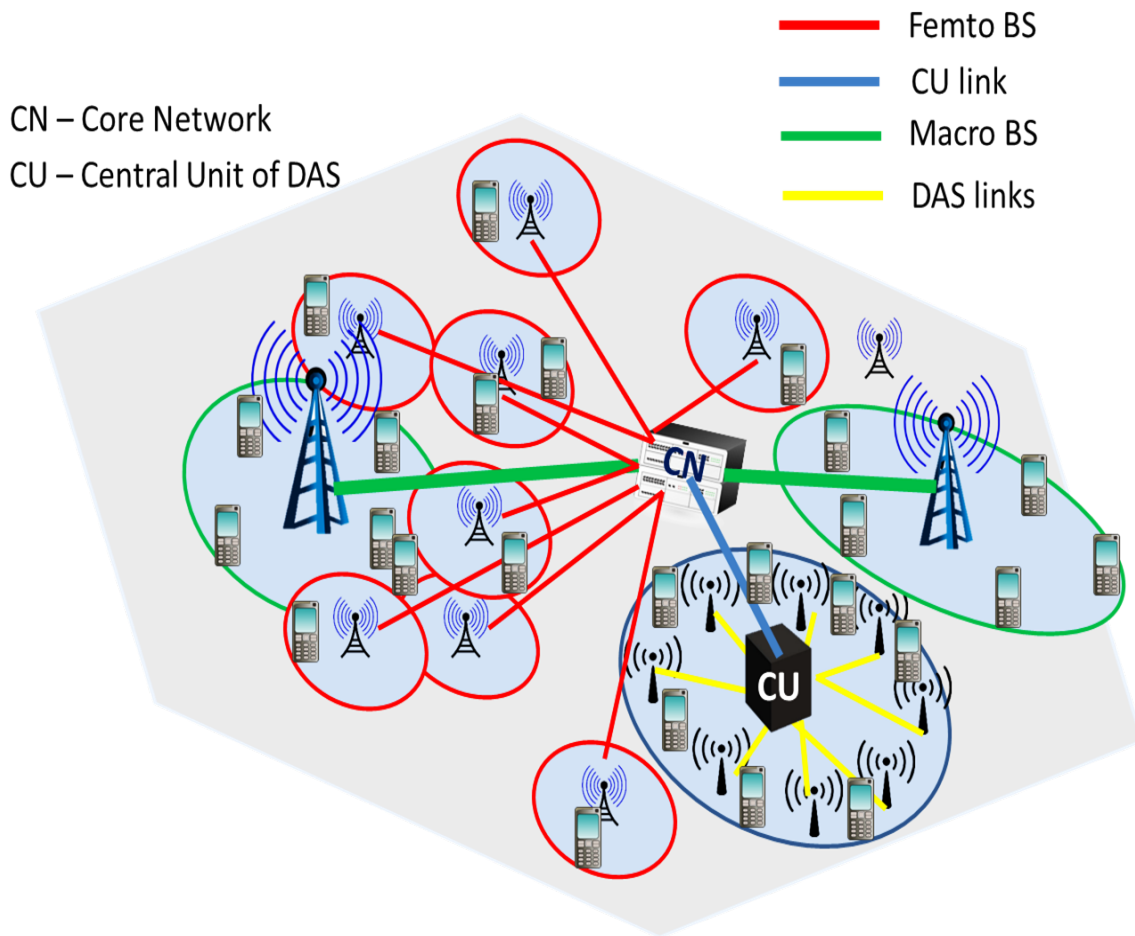 Femto BS
CU link
CN – Core Network
Macro BS
CU – Central Unit of DAS
DAS links
CN
CU